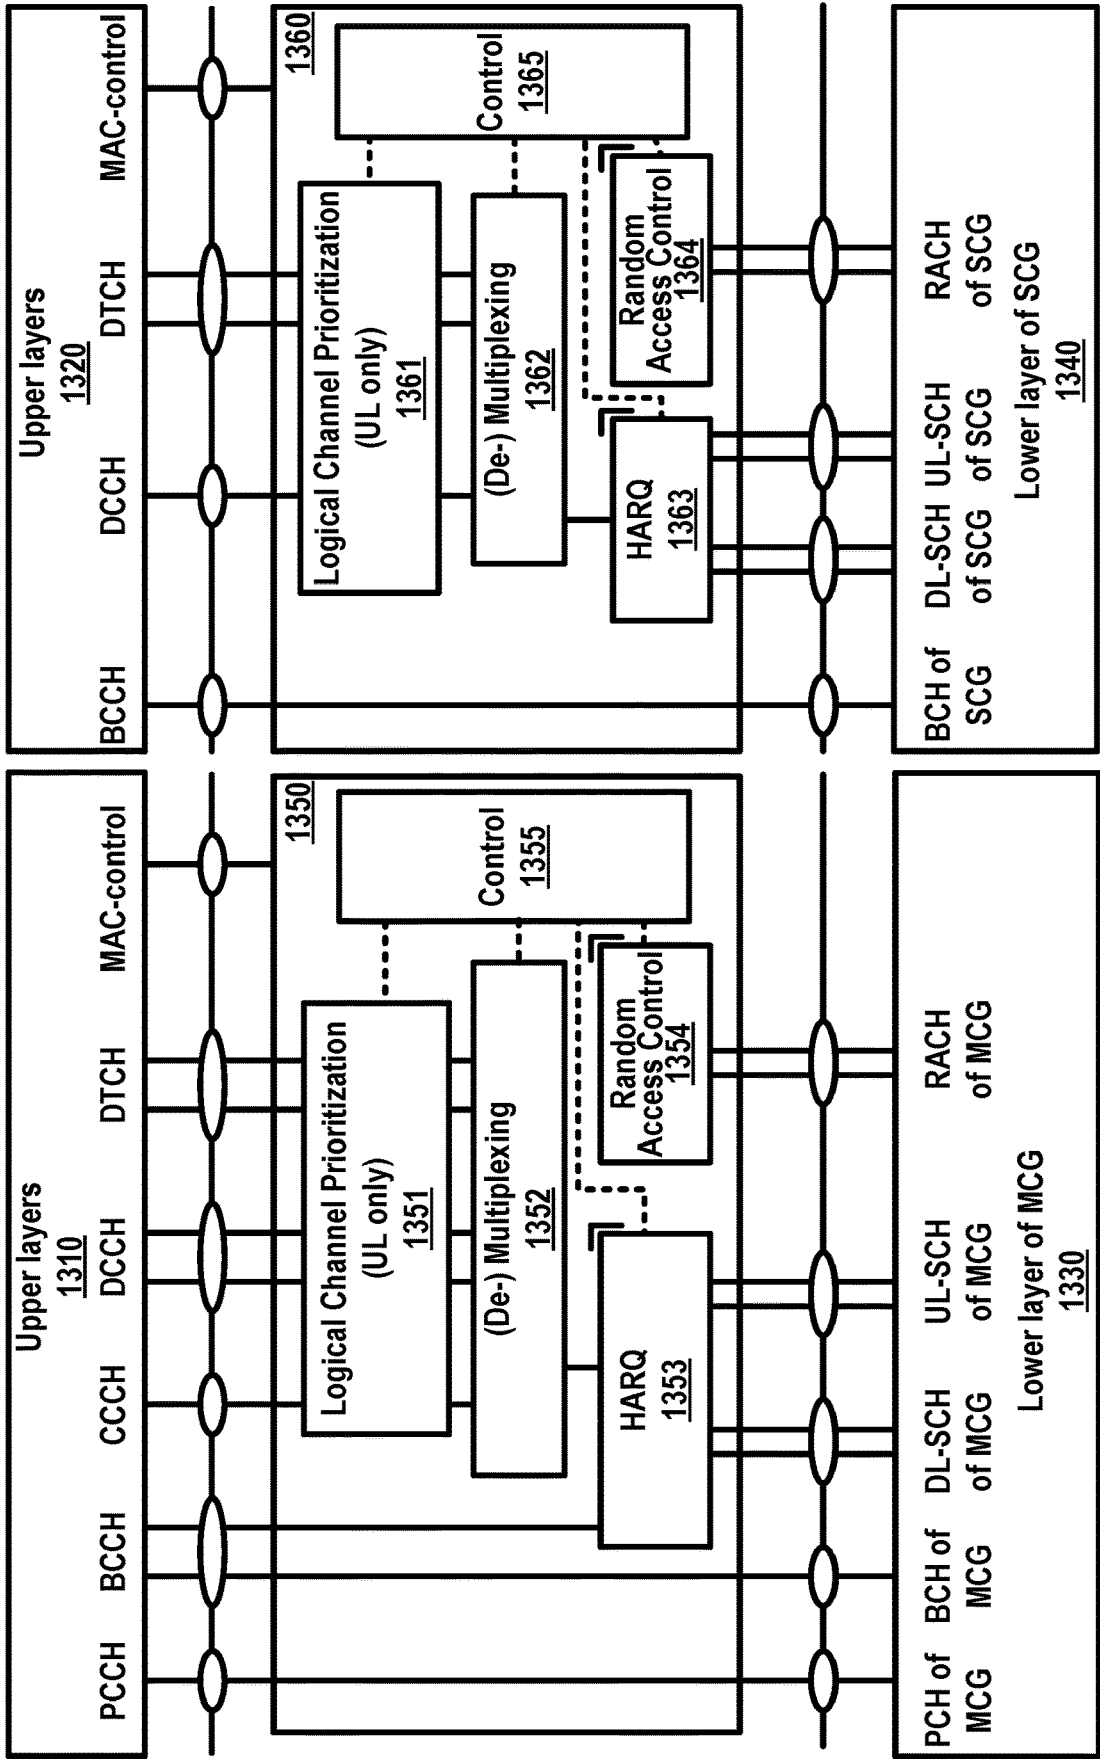 Upper layers
1310
PCCH
BCCH
CCCH
DCCH
DTCH
MAC-control
1350
Logical Channel Prioritization
(UL only)
1351
(De-) Multiplexing
1352
HARQ
1353
Random
Access Control
1354
Control
1355
PCH of
MCG
BCH of
MCG
DL-SCH
of MCG
UL-SCH
of MCG
RACH
of MCG
Lower layer of MCG
1330
Upper layers
1320
BCCH
DCCH
DTCH
MAC-control
1360
Logical Channel Prioritization
(UL only)
1361
(De-) Multiplexing
1362
HARQ
1363
Random
Access Control
1364
Control
1365
BCH of
SCG
DL-SCH
of SCG
UL-SCH
of SCG
RACH
of SCG
Lower layer of SCG
1340